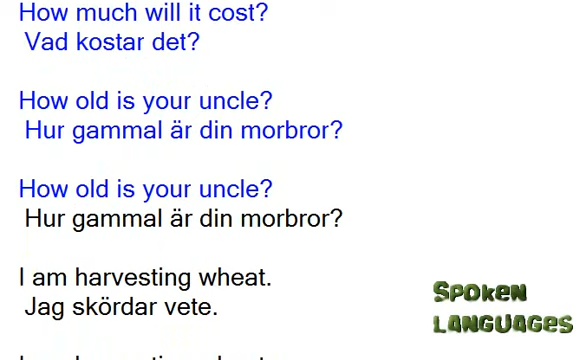 How much will it cost?
Vad kostar det?
How old is your uncle?
Hur gammal är din morbror?
How old is your uncle?
Hur gammal är din morbror?
I am harvesting wheat.
Jag skördar vete.
SPOKEN
LANGUAGES